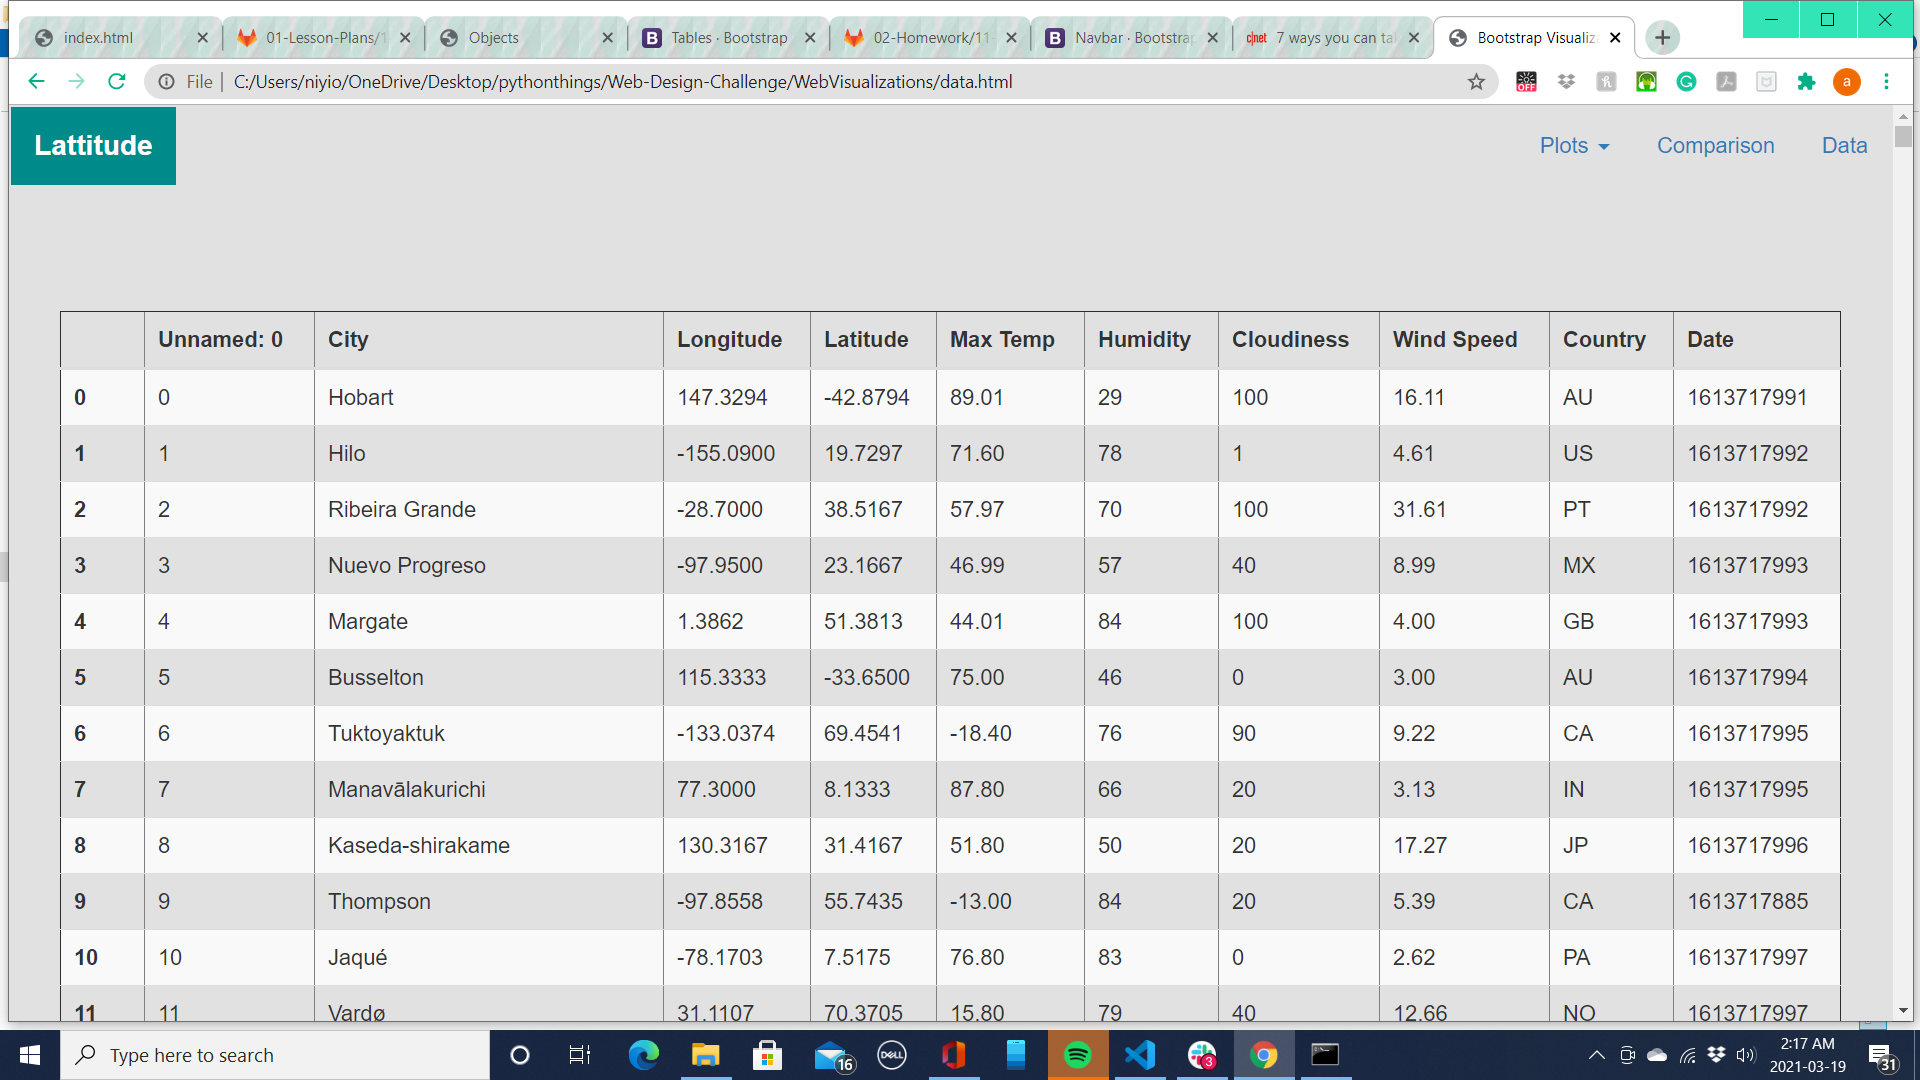 index.html
01-Lesson-Plans/1
Objects
Tables · Bootstrap
02-Homework/11-
Navbar · Bootstrap
c|net 7 ways you can ta
Bootstrap Visualiz
File | C:/Users/niyio/OneDrive/Desktop/pythonthings/Web-Design-Challenge/WebVisualizations/data.html
OFF
a
Lattitude
Plots Comparison Data
Unnamed: 0 City Longitude Latitude Max Temp Humidity Cloudiness Wind Speed Country Date
0 0 Hobart 147.3294 -42.8794 89.01 29 100 16.11 AU 1613717991
1 1 Hilo -155.0900 19.7297 71.60 78 1 4.61 US 1613717992
2 2 Ribeira Grande -28.7000 38.5167 57.97 70 100 31.61 PT 1613717992
3 3 Nuevo Progreso -97.9500 23.1667 46.99 57 40 8.99 MX 1613717993
4 4 Margate 1.3862 51.3813 44.01 84 100 4.00 GB 1613717993
5 5 Busselton 115.3333 -33.6500 75.00 46 0 3.00 AU 1613717994
6 6 Tuktoyaktuk -133.0374 69.4541 -18.40 76 90 9.22 CA 1613717995
7 7 Manavālakurichi 77.3000 8.1333 87.80 66 20 3.13 IN 1613717995
8 8 Kaseda-shirakame 130.3167 31.4167 51.80 50 20 17.27 JP 1613717996
9 9 Thompson -97.8558 55.7435 -13.00 84 20 5.39 CA 1613717885
10 10 Jaqué -78.1703 7.5175 76.80 83 0 2.62 PA 1613717997
11 11 Vardø 31.1107 70.3705 15.80 79 40 12.66 NO 1613717997
Type here to search
16
DELL
3
2:17 AM
2021-03-19
31